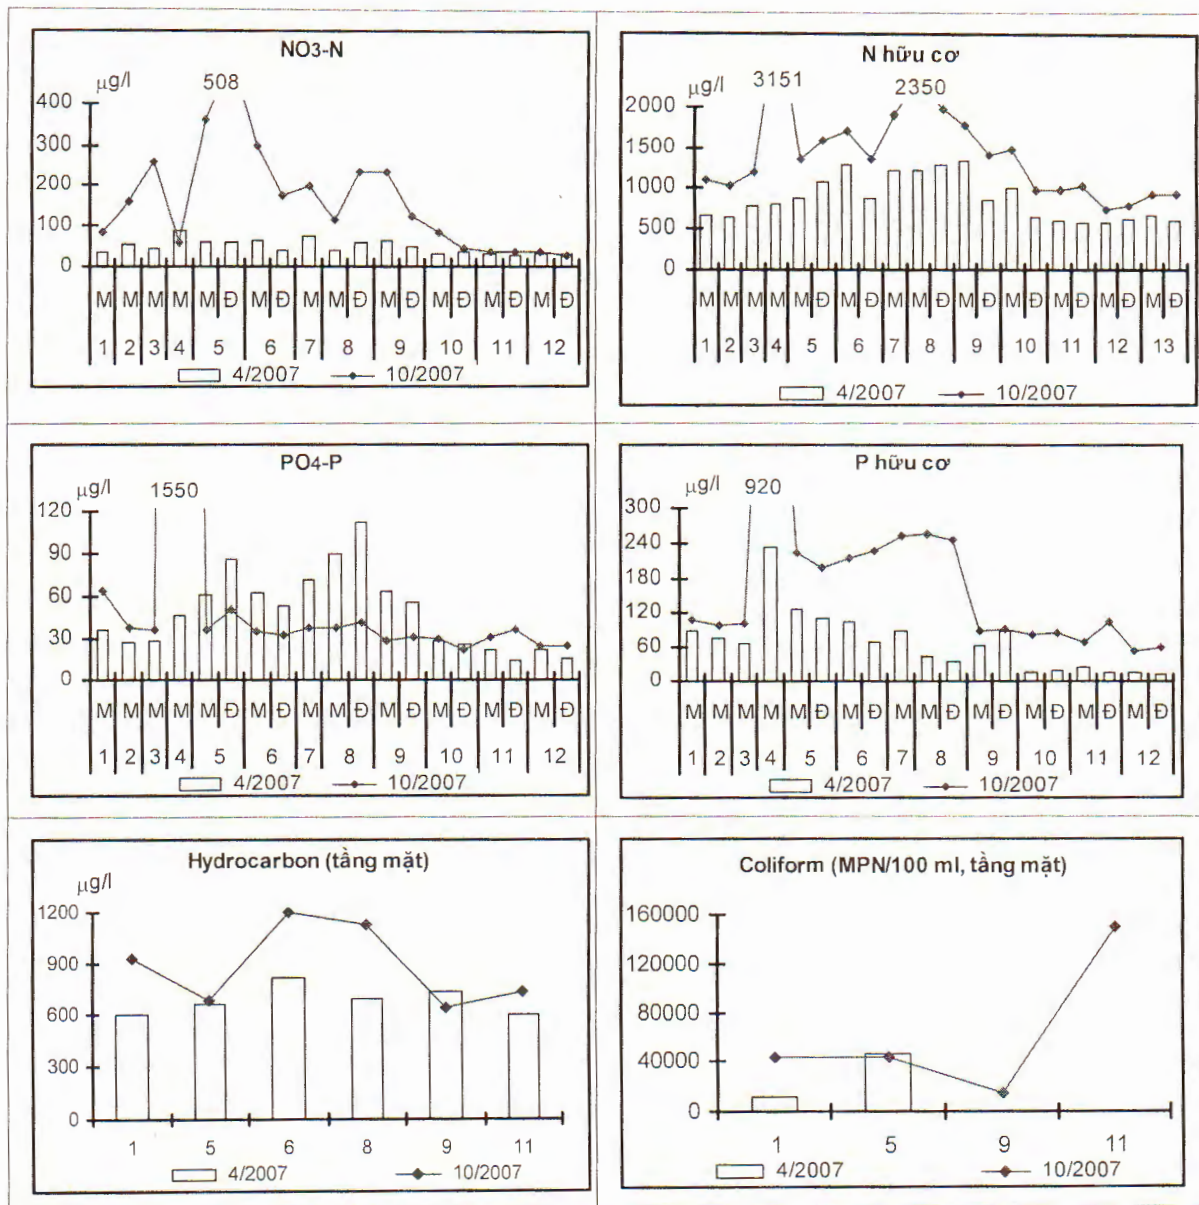 NO3-N
µg/l
508
400
300
200
100
0
M M M M M Đ M Đ M M Đ M Đ M Đ M Đ M Đ
1 2 3 4 5 6 7 8 9 10 11 12
4/2007 10/2007
N hữu cơ
µg/l
3151 2350
2000
1500
1000
500
0
M M M M M Đ M Đ M M Đ M Đ M Đ M Đ M Đ M Đ
1 2 3 4 5 6 7 8 9 10 11 12 13
4/2007 10/2007
PO4-P
µg/l
1550
120
90
60
30
0
M M M M M Đ M Đ M M Đ M Đ M Đ M Đ M Đ
1 2 3 4 5 6 7 8 9 10 11 12
4/2007 10/2007
P hữu cơ
µg/l
920
300
240
180
120
60
0
M M M M M Đ M Đ M M Đ M Đ M Đ M Đ M Đ
1 2 3 4 5 6 7 8 9 10 11 12
4/2007 10/2007
Hydrocarbon (tầng mặt)
µg/l
1200
900
600
300
0
1 5 6 8 9 11
4/2007 10/2007
Coliform (MPN/100 ml, tầng mặt)
160000
120000
80000
40000
0
1 5 9 11
4/2007 10/2007